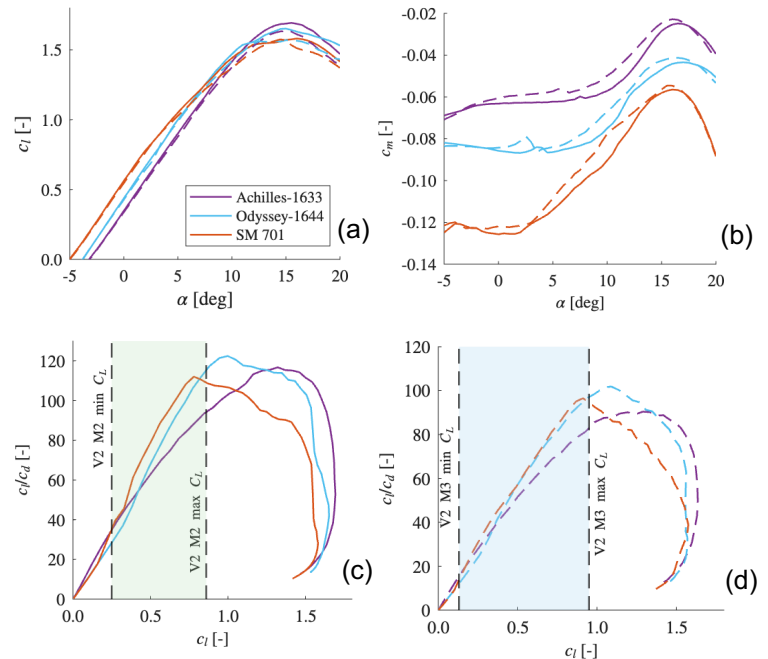 1.5
1.0
0.5
0.0
c_l [-]
-5
0
5
10
15
20
α [deg]
Achilles-1633
Odyssey-1644
SM 701
(a)
-0.02
-0.04
-0.06
-0.08
-0.10
-0.12
-0.14
c_m [-]
-5
0
5
10
15
20
α [deg]
(b)
140
120
100
80
60
40
20
0
c_l/c_d [-]
V2 M2 min C_L
V2 M2 max C_L
0.0
0.5
1.0
1.5
c_l [-]
(c)
120
100
80
60
40
20
0
c_l/c_d [-]
V2 M3 min C_L
V2 M3 max C_L
0.0
0.5
1.0
1.5
c_l [-]
(d)